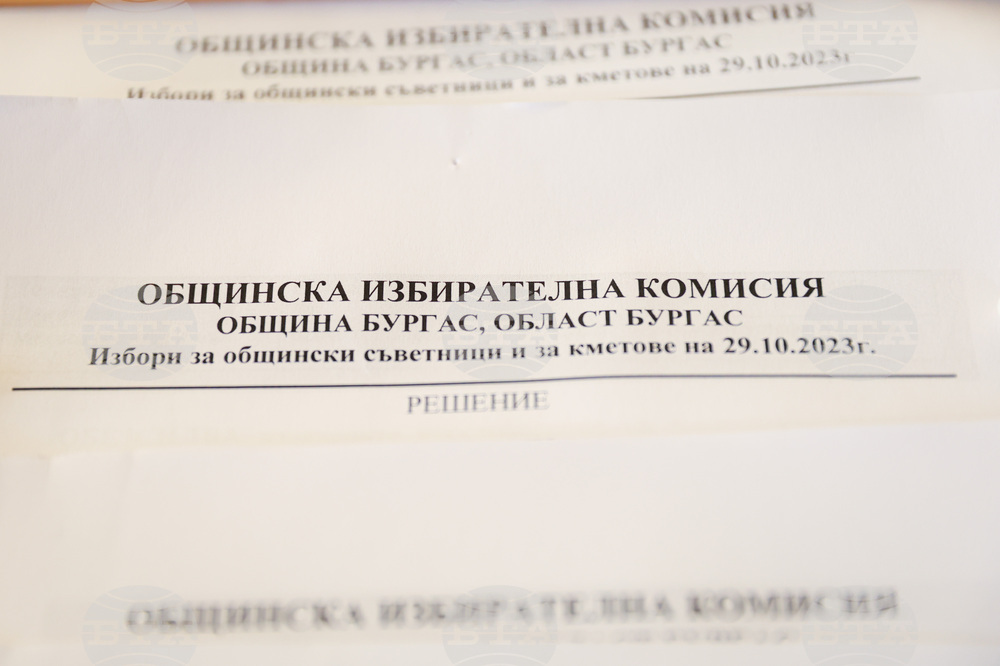 ОБЩИНСКА ИЗБИРАТЕЛНА КОМИСИЯ
ОБЩИНА БУРГАС, ОБЛАСТ БУРГАС
Избори за общински съветници и за кметове на 29.10.2023г
ОБЩИНСКА ИЗБИРАТЕЛНА КОМИСИЯ
ОБЩИНА БУРГАС, ОБЛАСТ БУРГАС
Избори за общински съветници и за кметове на 29.10.2023г.
РЕШЕНИЕ
ОБЩИНСКА ИЗБИРАТЕЛНА КОМИСИЯ